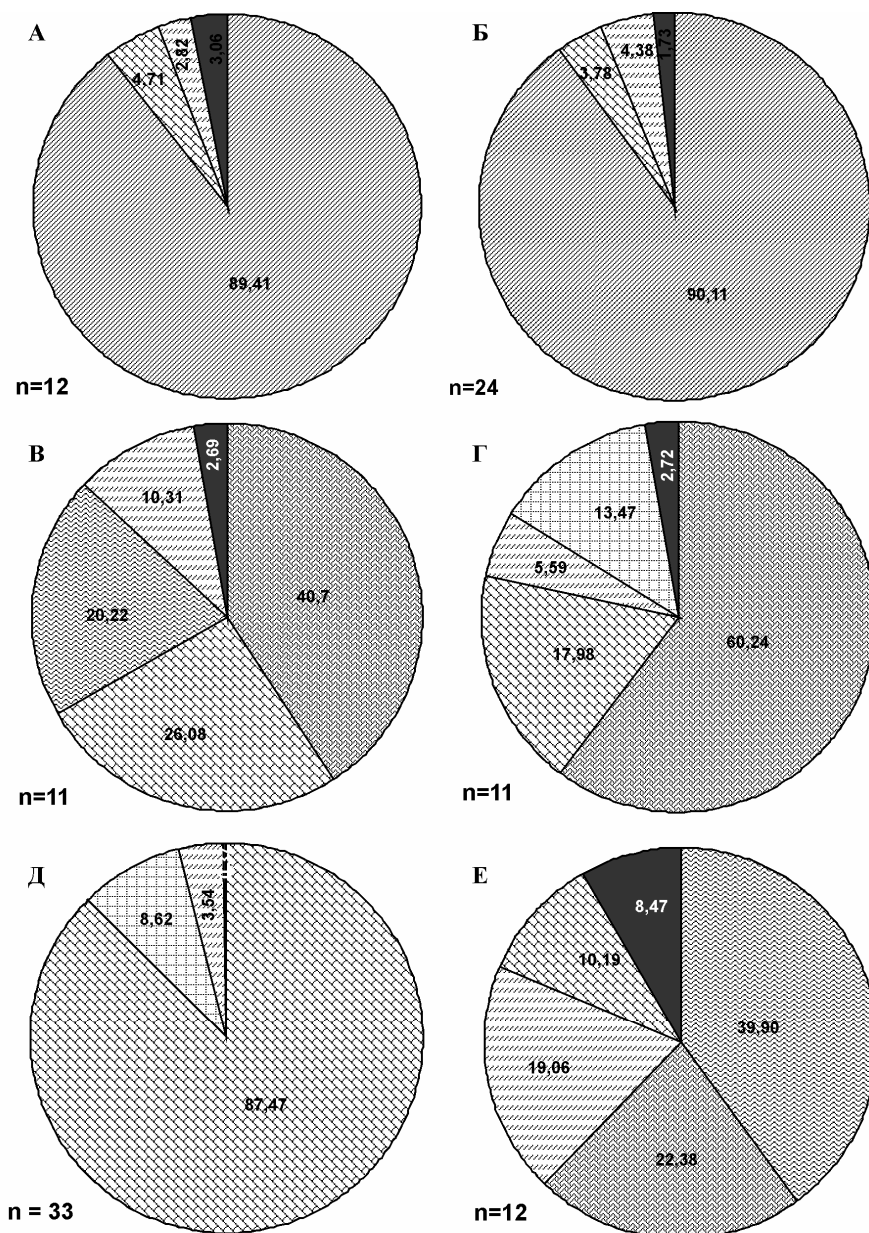 А
4,71
2,82
3,06
89,41
n=12
Б
3,78
4,38
1,73
90,11
n=24
В
20,22
10,31
2,69
40,7
26,08
n=11
Г
17,98
5,59
13,47
2,72
60,24
n=11
Д
8,62
3,54
87,47
n = 33
Е
19,06
10,19
8,47
39,90
22,38
n=12